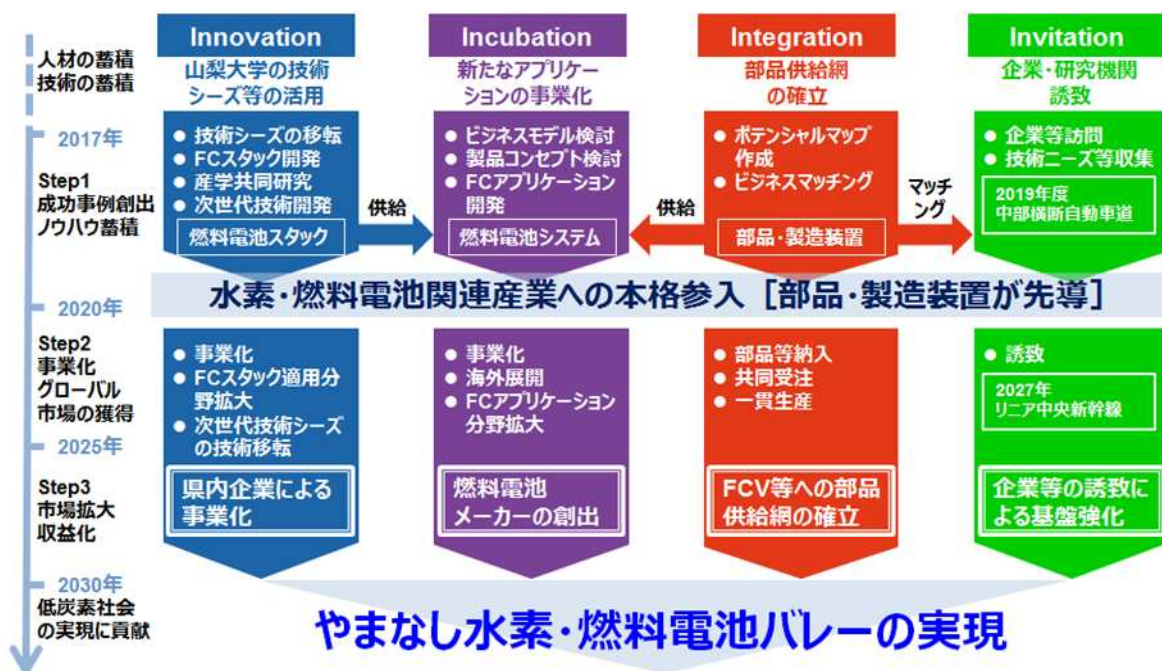 人材の蓄積
技術の蓄積
2017年
Step1
成功事例創出
ノウハウ蓄積
2020年
Step2
事業化
グローバル
市場の獲得
2025年
Step3
市場拡大
収益化
2030年
低炭素社会
の実現に貢献
Innovation
山梨大学の技術
シーズ等の活用
● 技術シーズの移転
● FCスタック開発
● 産学共同研究
● 次世代技術開発
燃料電池スタック
供給
Incubation
新たなアプリケー
ションの事業化
● ビジネスモデル検討
● 製品コンセプト検討
● FCアプリケーション
開発
燃料電池システム
供給
Integration
部品供給網
の確立
● ポテンシャルマップ
作成
● ビジネスマッチング
部品・製造装置
マッチ
ング
Invitation
企業・研究機関
誘致
● 企業等訪問
● 技術ニーズ等収集
2019年度
中部横断自動車道
水素・燃料電池関連産業への本格参入［部品・製造装置が先導］
● 事業化
● FCスタック適用分
野拡大
● 次世代技術シーズ
の技術移転
県内企業による
事業化
● 事業化
● 海外展開
● FCアプリケーション
分野拡大
燃料電池
メーカーの創出
● 部品等納入
● 共同受注
● 一貫生産
FCV等への部品
供給網の確立
● 誘致
2027年
リニア中央新幹線
企業等の誘致に
よる基盤強化
やまなし水素・燃料電池バレーの実現